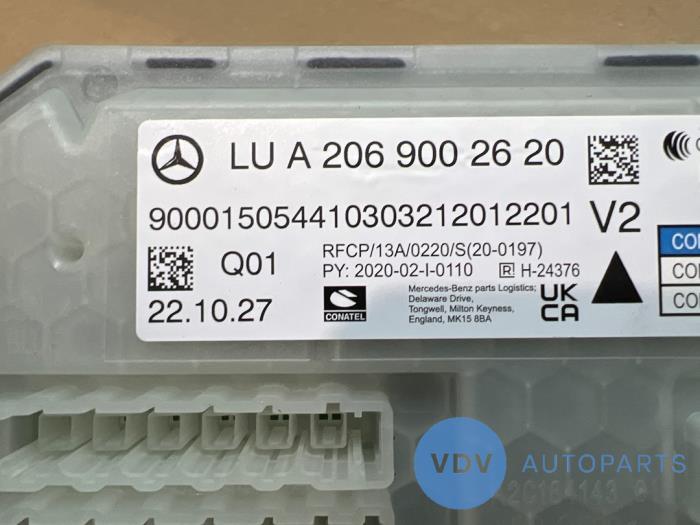 LU A 206 900 26 20
900015054410303212012201 V2
Q01
RFCP/13A/0220/S(20-0197)
PY: 2020-02-I-0110 R H-24376
22.10.27
CONATEL
Mercedes-Benz parts Logistics;
Delaware Drive,
Tongwell, Milton Keyness,
England, MK15 8BA
UK
CA
COM
CO
VDV AUTOPARTS